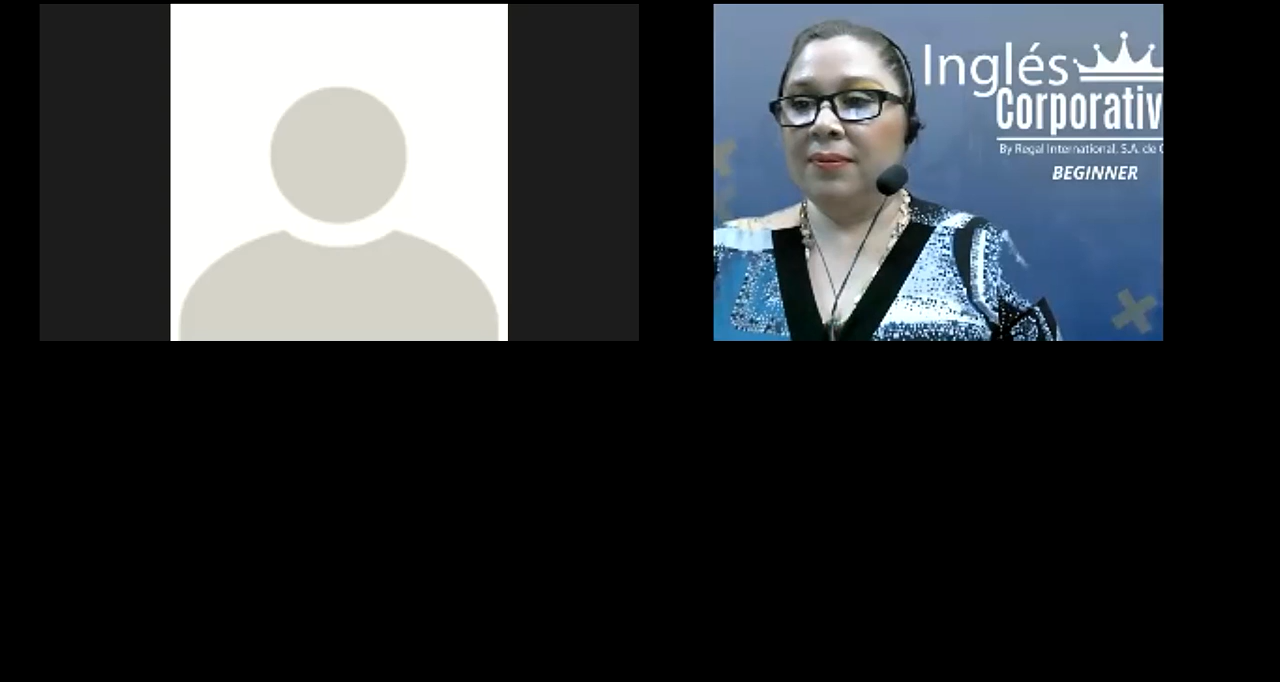 Inglés
Corporativ
By Regal International, S.A. de C
BEGINNER